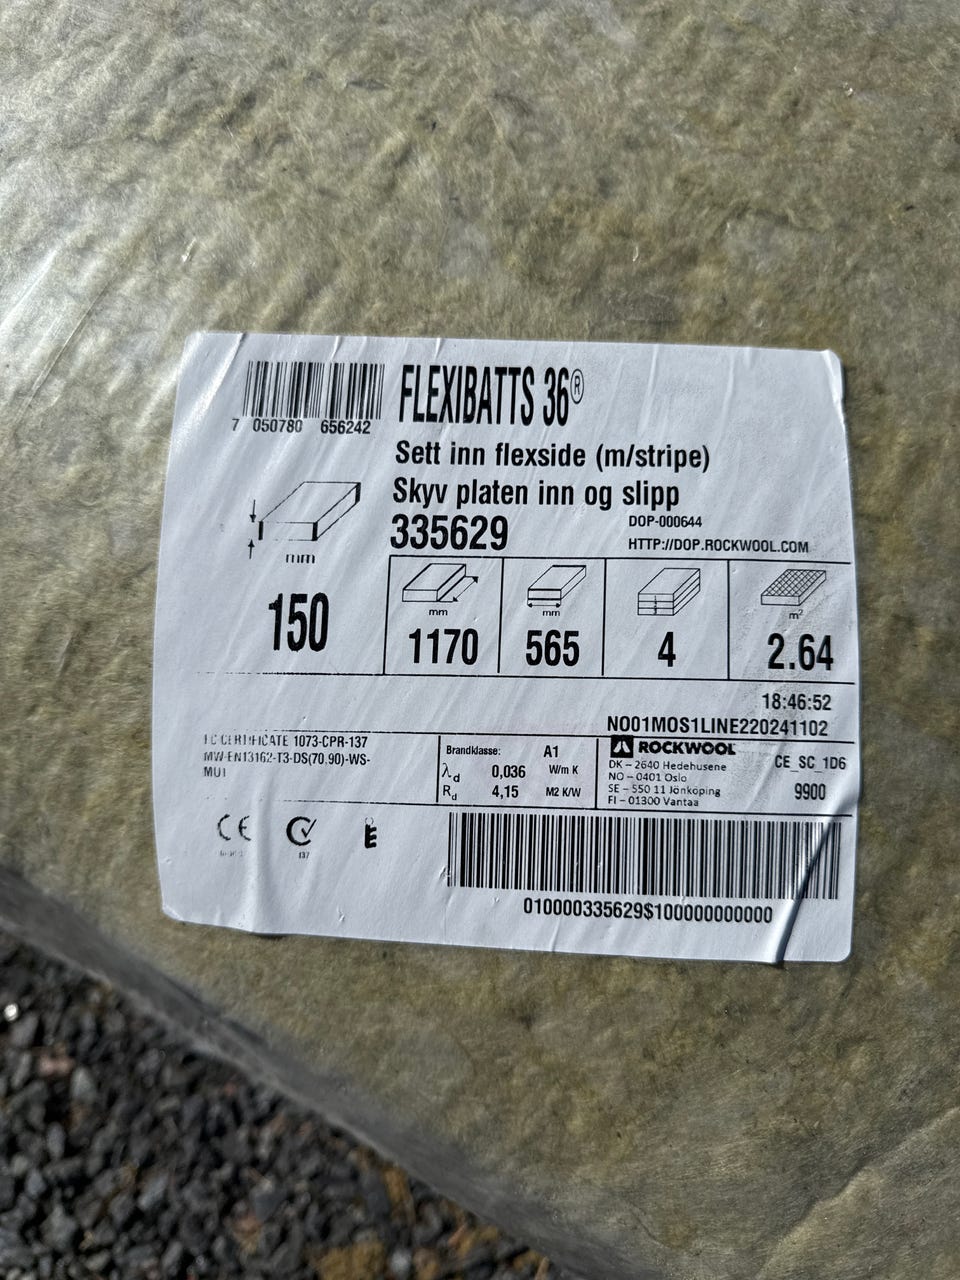 FLEXIBATTS 36®
7 050780 656242
Sett inn flexside (m/stripe)
Skyv platen inn og slipp
335629
DOP-000644
HTTP://DOP.ROCKWOOL.COM
mm
150
mm
1170
mm
565
4
m²
2.64
18:46:52
NO01MOS1LINE220241102
EC CERTIFICATE 1073-CPR-137
MW-EN13162-T3-DS(70,90)-WS-
MU1
Brandklasse: A1
λd 0,036 W/m K
Rd 4,15 M2 K/W
ROCKWOOL
DK – 2640 Hedehusene
NO – 0401 Oslo
SE – 550 11 Jönköping
FI – 01300 Vantaa
CE_SC_1D6
9900
CE
137
010000335629$100000000000